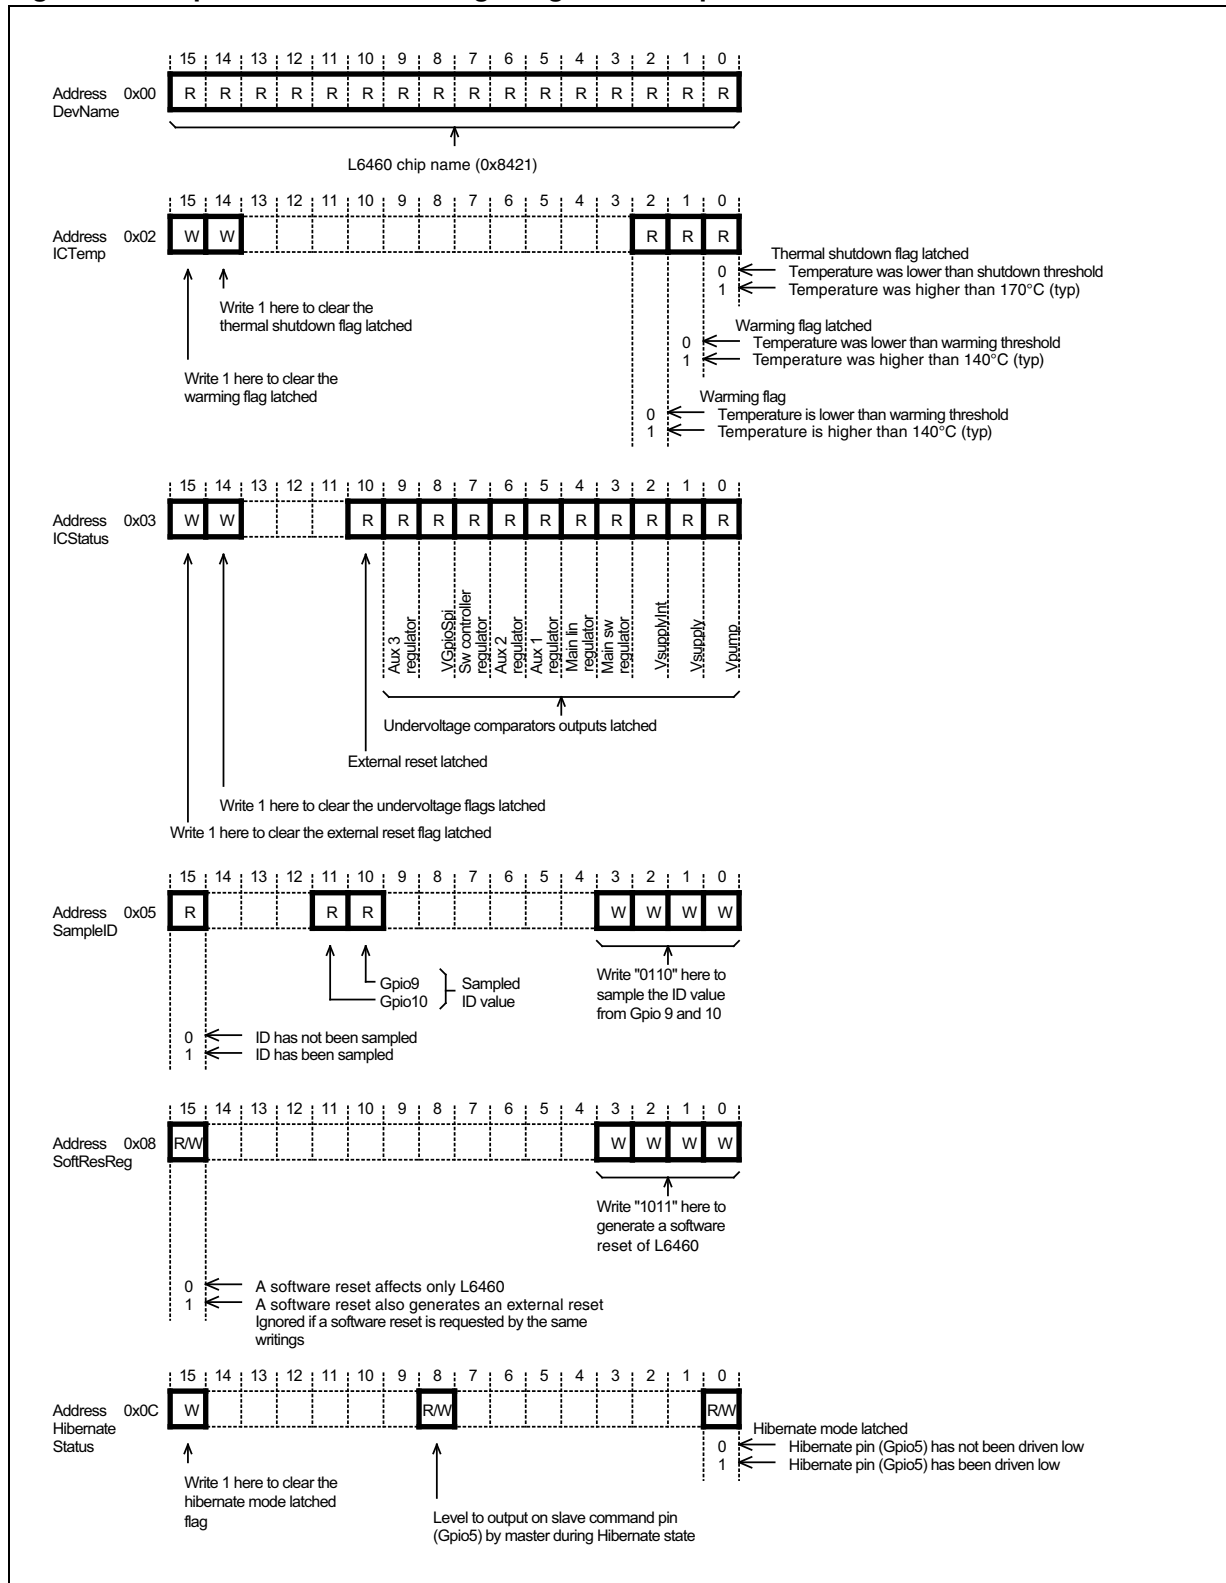 15 14 13 12 11 10 9 8 7 6 5 4 3 2 1 0
Address 0x00 R R R R R R R R R R R R R R R R
DevName
L6460 chip name (0x8421)
15 14 13 12 11 10 9 8 7 6 5 4 3 2 1 0
Address 0x02 W W R R R
ICTemp
Thermal shutdown flag latched
0 Temperature was lower than shutdown threshold
1 Temperature was higher than 170°C (typ)
Write 1 here to clear the
thermal shutdown flag latched
Warming flag latched
0 Temperature was lower than warming threshold
1 Temperature was higher than 140°C (typ)
Write 1 here to clear the
warming flag latched
Warming flag
0 Temperature is lower than warming threshold
1 Temperature is higher than 140°C (typ)
15 14 13 12 11 10 9 8 7 6 5 4 3 2 1 0
Address 0x03 W W R R R R R R R R R R R
ICStatus
Aux 3
regulator
VGpioSpi
Sw controller
regulator
Aux 2
regulator
Aux 1
regulator
Main lin
regulator
Main sw
regulator
VsupplyInt
Vsupply
Vpump
Undervoltage comparators outputs latched
External reset latched
Write 1 here to clear the undervoltage flags latched
Write 1 here to clear the external reset flag latched
15 14 13 12 11 10 9 8 7 6 5 4 3 2 1 0
Address 0x05 R R R W W W W
SampleID
Gpio9
Gpio10
Sampled
ID value
Write "0110" here to
sample the ID value
from Gpio 9 and 10
0 ID has not been sampled
1 ID has been sampled
15 14 13 12 11 10 9 8 7 6 5 4 3 2 1 0
Address 0x08 R/W W W W W
SoftResReg
Write "1011" here to
generate a software
reset of L6460
0 A software reset affects only L6460
1 A software reset also generates an external reset
Ignored if a software reset is requested by the same
writings
15 14 13 12 11 10 9 8 7 6 5 4 3 2 1 0
Address 0x0C W R/W R/W
Hibernate
Status
Hibernate mode latched
0 Hibernate pin (Gpio5) has not been driven low
1 Hibernate pin (Gpio5) has been driven low
Write 1 here to clear the
hibernate mode latched
flag
Level to output on slave command pin
(Gpio5) by master during Hibernate state